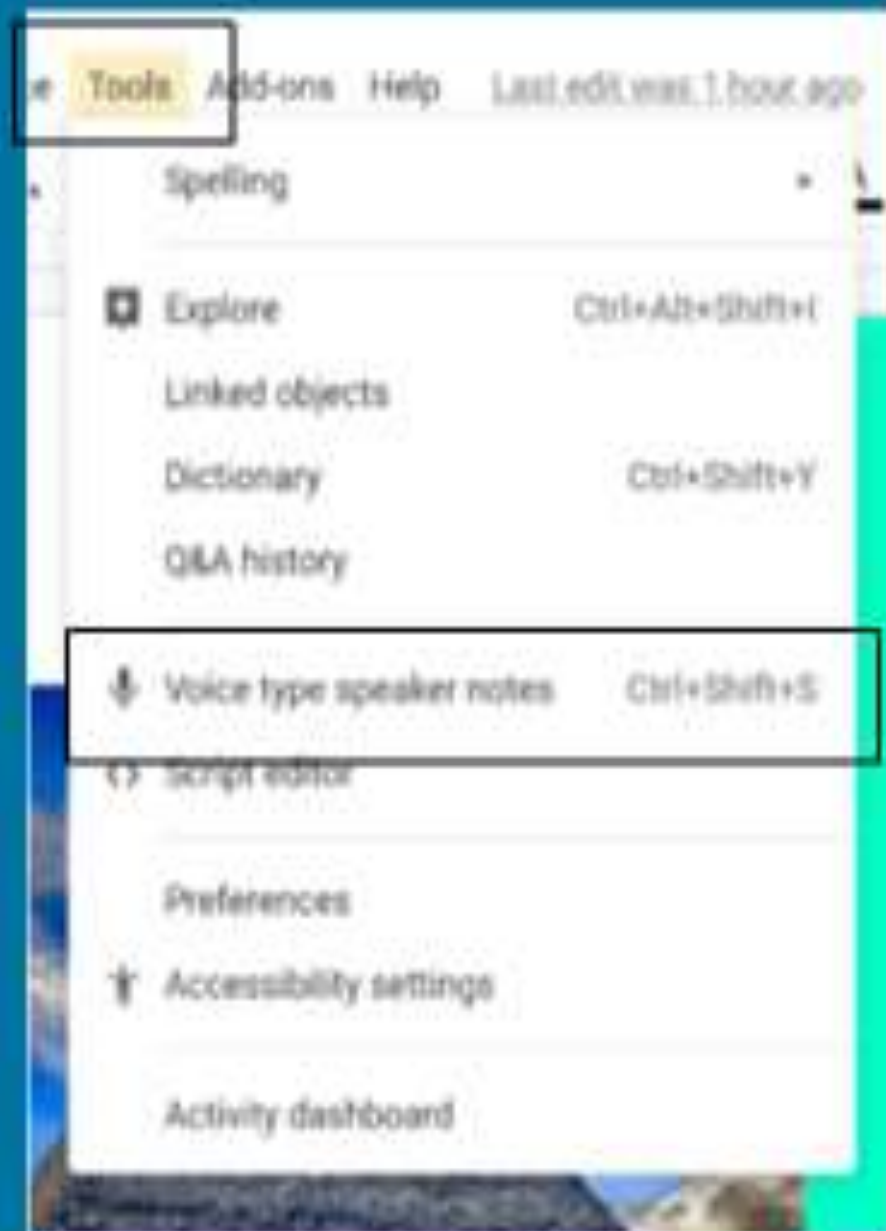 Tools Add-ons Help Last edit was 1 hour ago
Spelling
Explore Ctrl+Alt+Shift+I
Linked objects
Dictionary Ctrl+Shift+Y
Q&A history
Voice type speaker notes Ctrl+Shift+S
Script editor
Preferences
Accessibility settings
Activity dashboard